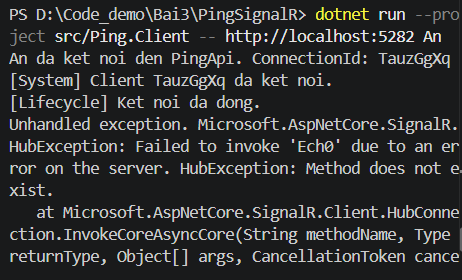 PS D:\Code_demo\Bai3\PingSignalR> dotnet run --pro
ject src/Ping.Client -- http://localhost:5282 An
An da ket noi den PingApi. ConnectionId: TauzGgXq
[System] Client TauzGgXq da ket noi.
[Lifecycle] Ket noi da dong.
Unhandled exception. Microsoft.AspNetCore.SignalR.
HubException: Failed to invoke 'Ech0' due to an er
ror on the server. HubException: Method does not e
xist.
   at Microsoft.AspNetCore.SignalR.Client.HubConne
ction.InvokeCoreAsyncCore(String methodName, Type
returnType, Object[] args, CancellationToken cance